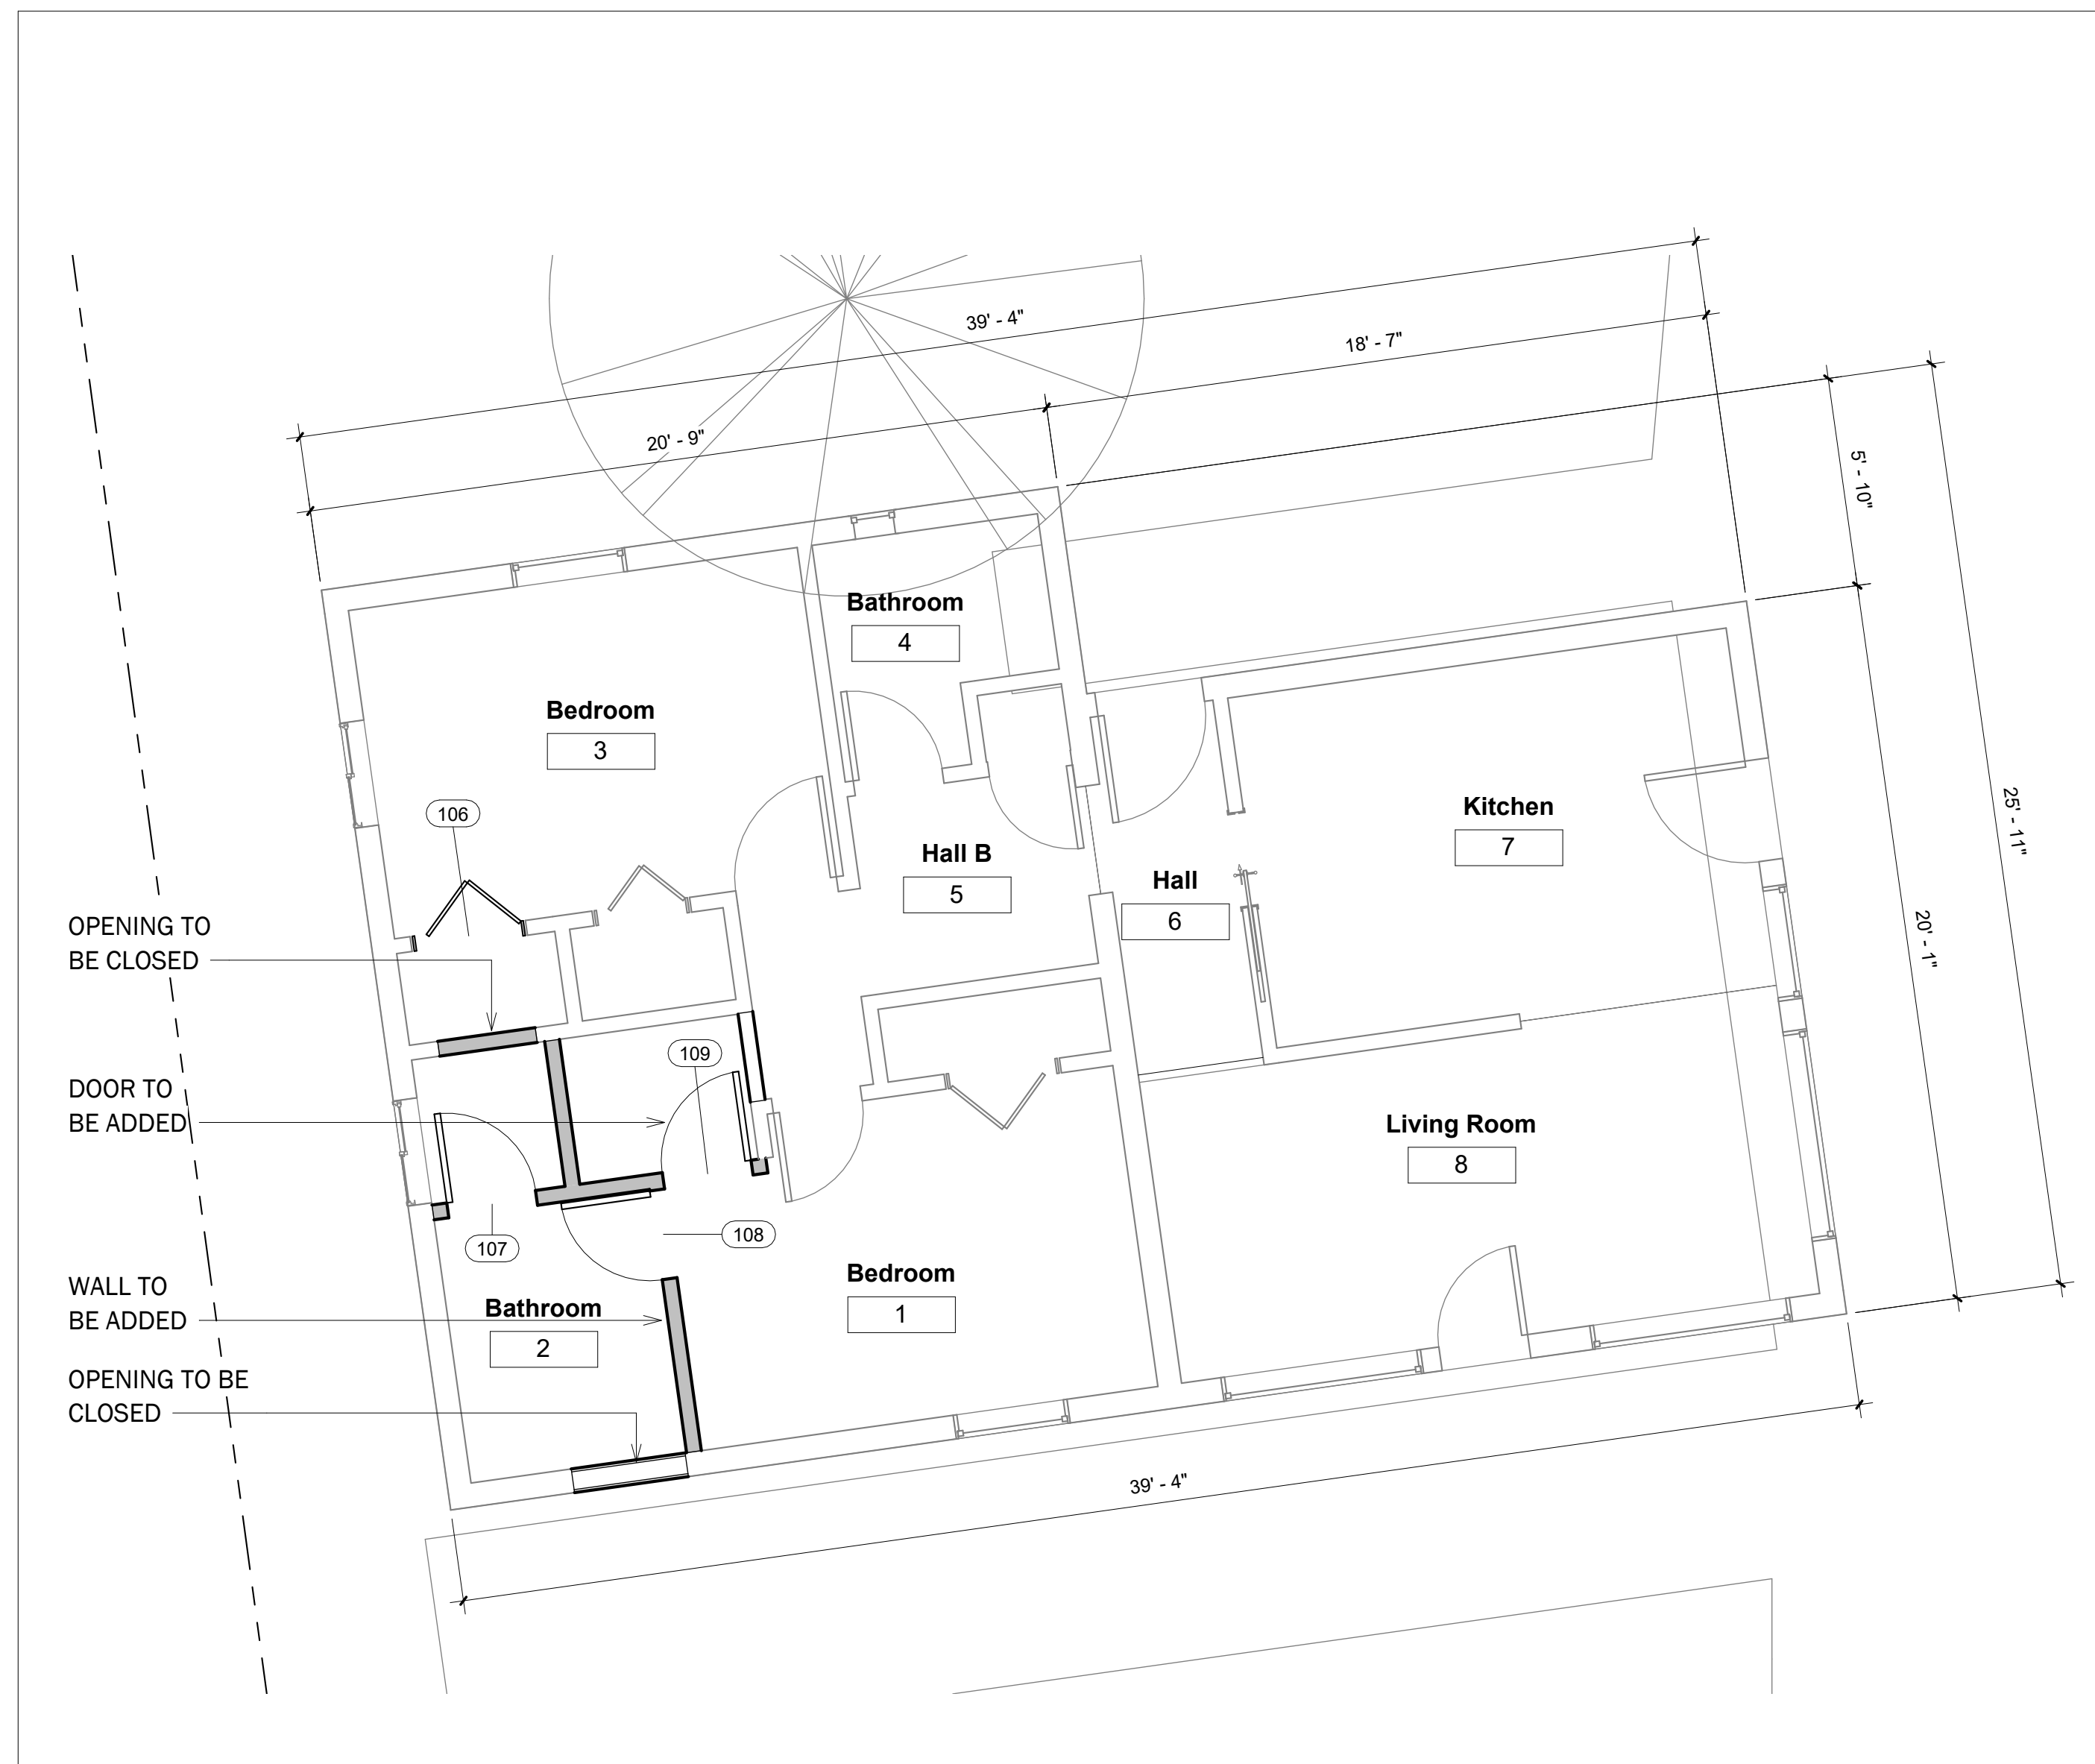 39' - 4"
18' - 7"
20' - 9"
5' - 10"
Bathroom
4
Bedroom
3
106
Kitchen
7
25' - 11"
Hall B
5
Hall
6
20' - 1"
OPENING TO
BE CLOSED
109
DOOR TO
BE ADDED
Living Room
8
107
108
WALL TO
BE ADDED
Bathroom
2
Bedroom
1
OPENING TO BE
CLOSED
39' - 4"